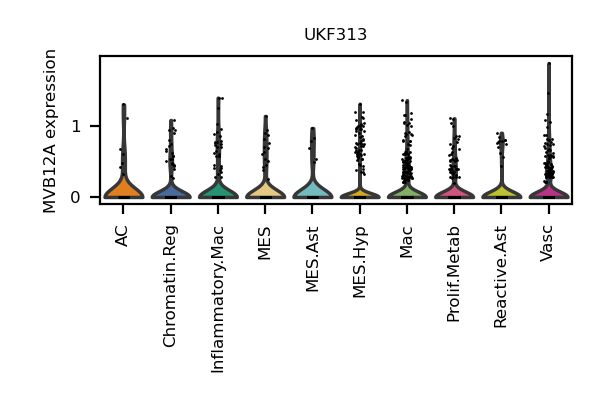 UKF313
MVB12A expression
1
0
AC
Chromatin.Reg
Inflammatory.Mac
MES
MES.Ast
MES.Hyp
Mac
Prolif.Metab
Reactive.Ast
Vasc